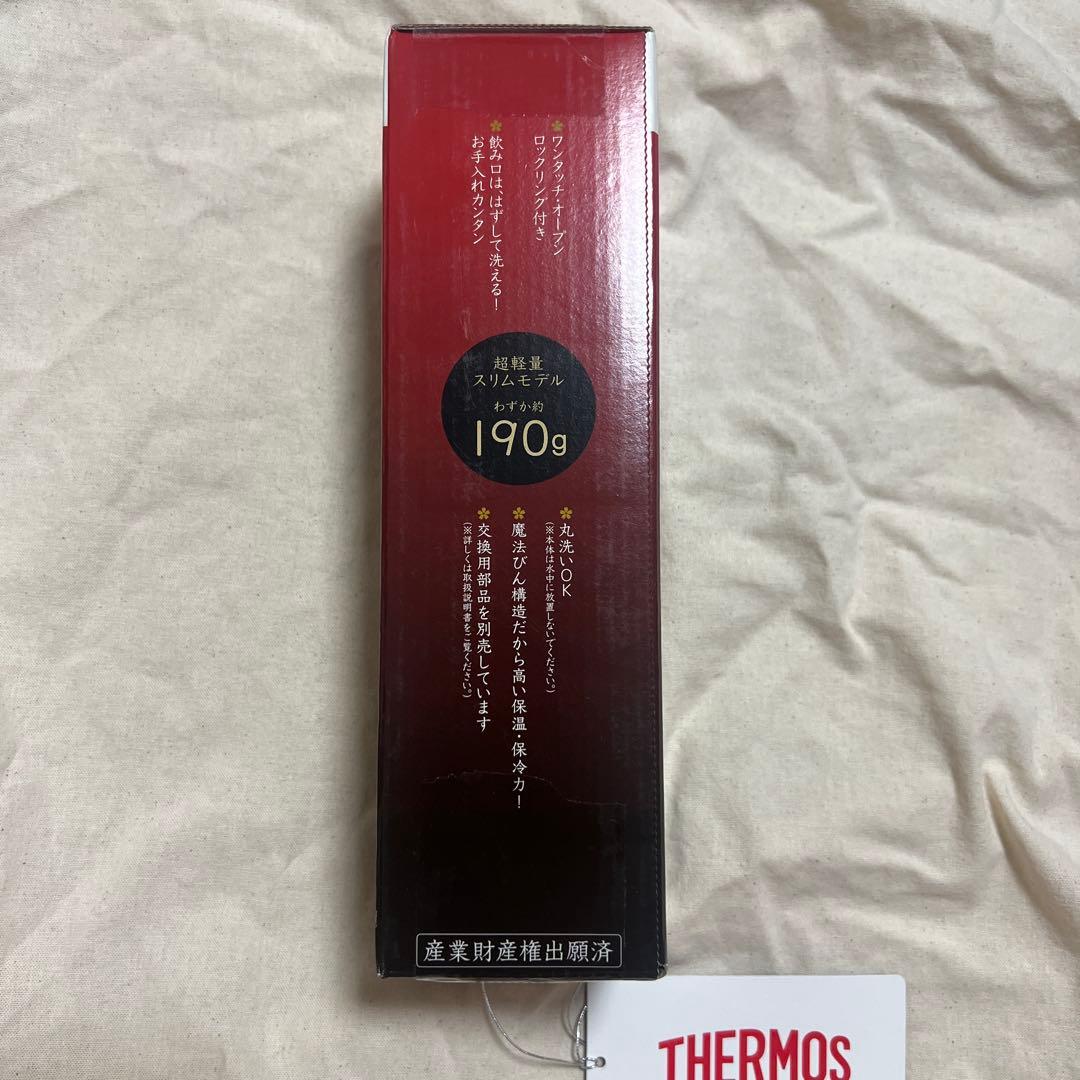 ワンタッチ・オープン
ロックリング付き
飲み口は、はずして洗える!
お手入れカンタン
超軽量
スリムモデル
わずか約
190g
丸洗いOK
(※本体は水中に放置しないでください。)
魔法びん構造だから高い保温・保冷力!
交換用部品を別売しています
(※詳しくは取扱説明書をご覧ください。)
産業財産権出願済
THERMOS